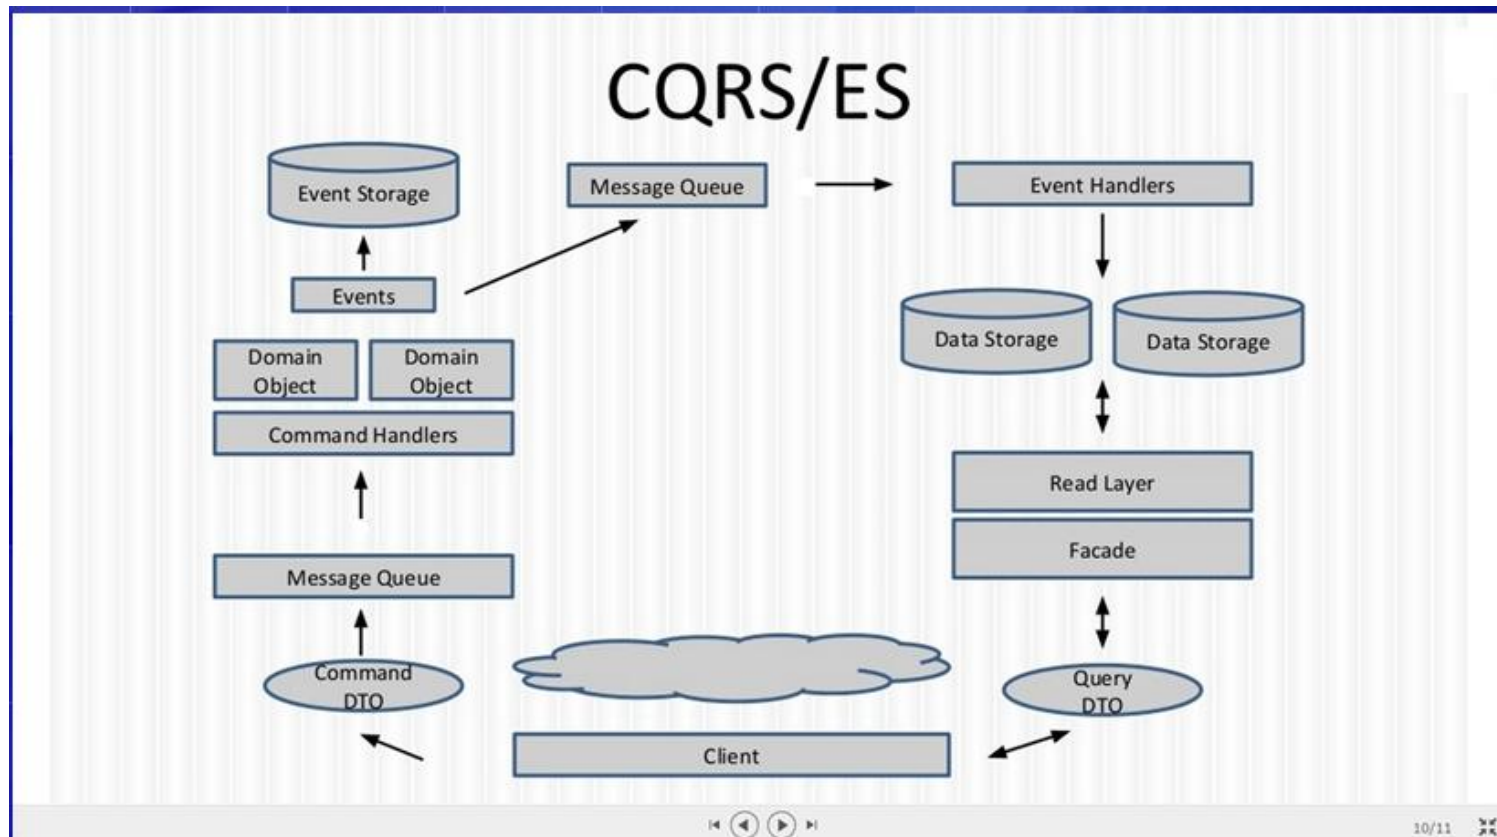 CQRS/ES
Event Storage
Message Queue
Event Handlers
Events
Data Storage
Data Storage
Domain
Object
Domain
Object
Command Handlers
Read Layer
Facade
Message Queue
Command
DTO
Query
DTO
Client
10/11